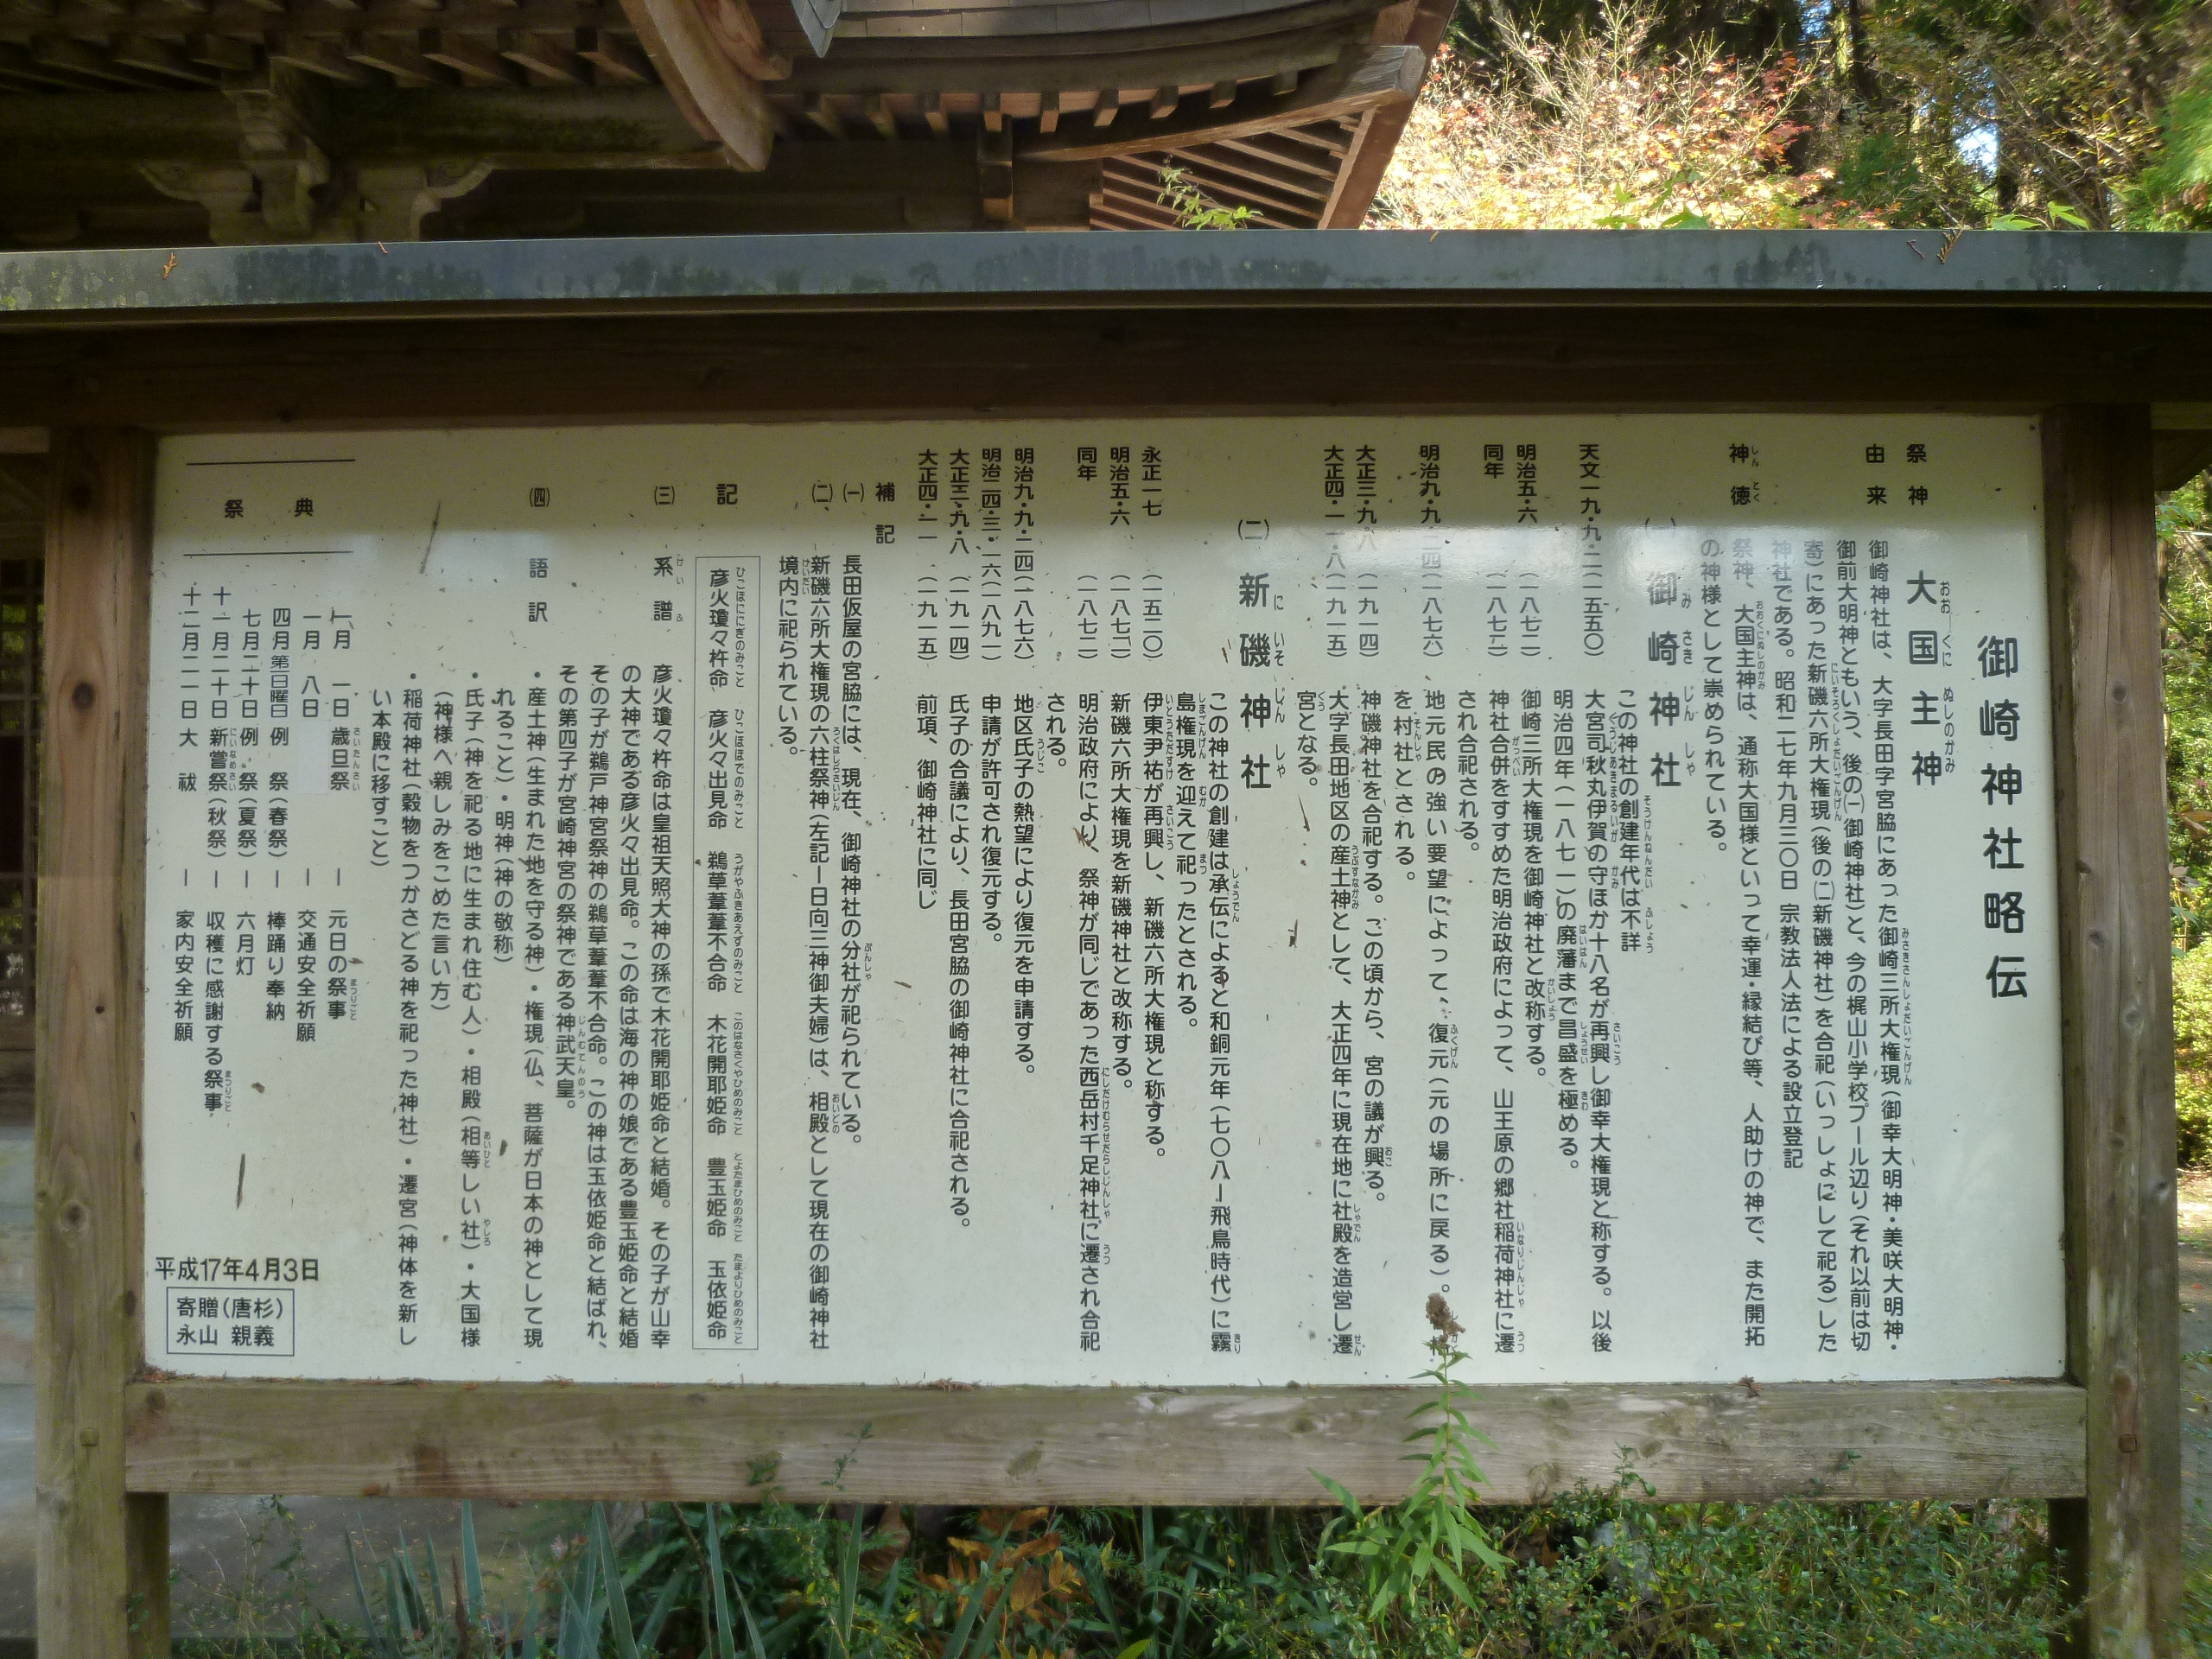 御崎神社略伝
祭神　大国主神
由来　御崎神社は、大字長田字宮脇にあった御崎三所大権現（御幸大明神・美咲大明神・
御前大明神ともいう、後の㈠御崎神社）と、今の梶山小学校プール辺り（それ以前は切
寄）にあった新磯六所大権現（後の㈡新磯神社）を合祀（いっしょにして祀る）した
神社である。昭和二七年九月三〇日　宗教法人法による設立登記
神徳　祭神、大国主神は、通称大国様といって幸運・縁結び等、人助けの神で、また開拓
の神様として崇められている。
㈠　御崎神社
この神社の創建年代は不詳
天文一九・九・二（一五五〇）　大宮司秋丸伊賀の守ほか十八名が再興し御幸大権現と称する。以後
明治四年（一八七一）の廃藩まで昌盛を極める。
明治五・六　（一八七二）　御崎三所大権現を御崎神社と改称する。
同年　（一八七二）　神社合併をすすめた明治政府によって、山王原の郷社稲荷神社に遷
され合祀される。
明治九・九・二四（一八七六）　地元民の強い要望によって、復元（元の場所に戻る）。
を村社とされる。
大正三・九・八　（一九一四）　神磯神社を合祀する。この頃から、宮の議が興る。
大正四・一一・八（一九一五）　大字長田地区の産土神として、大正四年に現在地に社殿を造営し遷
宮となる。
㈡　新磯神社
この神社の創建は承伝によると和銅元年（七〇八ー飛鳥時代）に霧
島権現を迎えて祀ったとされる。
永正一七　（一五二〇）　伊東尹祐が再興し、新磯六所大権現と称する。
明治五・六　（一八七二）　新磯六所大権現を新磯神社と改称する。
同年　明治政府により、祭神が同じであった西岳村千足神社に遷され合祀
される。
明治九・九・二四（一八七六）　地区氏子の熱望により復元を申請する。
明治二四・三・一六（一八九一）　申請が許可され復元する。
大正三・九・八　（一九一四）　氏子の合議により、長田宮脇の御崎神社に合祀される。
大正四・一一　（一九一五）　前項、御崎神社に同じ
補記
㈠　長田仮屋の宮脇には、現在、御崎神社の分社が祀られている。
㈡、新磯六所大権現の六柱祭神（左記ー日向三神御夫婦）は、相殿として現在の御崎神社
境内に祀られている。
記　彦火瓊々杵命　彦火々出見命　鵜草葺葺不合命　木花開耶姫命　豊玉姫命　玉依姫命
㈢　系譜　彦火瓊々杵命は皇祖天照大神の孫で木花開耶姫命と結婚。その子が山幸
の大神である彦火々出見命。この命は海の神の娘である豊玉姫命と結婚
その子が鵜戸神宮祭神の鵜草葺葺不合命。この神は玉依姫命と結ばれ、
その第四子が宮崎神宮の祭神である神武天皇。
㈣　語訳　・産土神（生まれた地を守る神）・権現（仏、菩薩が日本の神として現
れること）・明神（神の敬称）
・氏子（神を祀る地に生まれ住む人）・相殿（相等しい社）・大国様
（神様へ親しみをこめた言い方）
・稲荷神社（穀物をつかさどる神を祀った神社）・遷宮（神体を新し
い本殿に移すこと）
祭典
一月　一日　歳旦祭　ー　元日の祭事
一月　八日　ー　交通安全祈願
四月第二日曜日　例　祭（春祭）ー　棒踊り奉納
七月二十日　例　祭（夏祭）ー　六月灯
十一月二十日　新嘗祭（秋祭）ー　収穫に感謝する祭事
十二月二一日　大　祓　ー　家内安全祈願
平成17年4月3日
寄贈（唐杉）
永山　親義